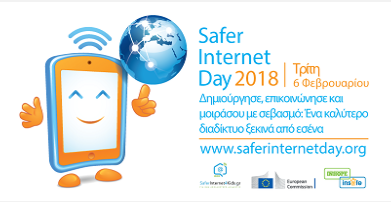 Safer
Internet
Day 2018
Τρίτη
6 Φεβρουαρίου
Δημιούργησε, επικοινώνησε και
μοιράσου με σεβασμό: Ένα καλύτερο
διαδίκτυο ξεκινά από εσένα
www.saferinternetday.org
SaferInternet4Kids.gr
European
Commission
INHOPE
insafe